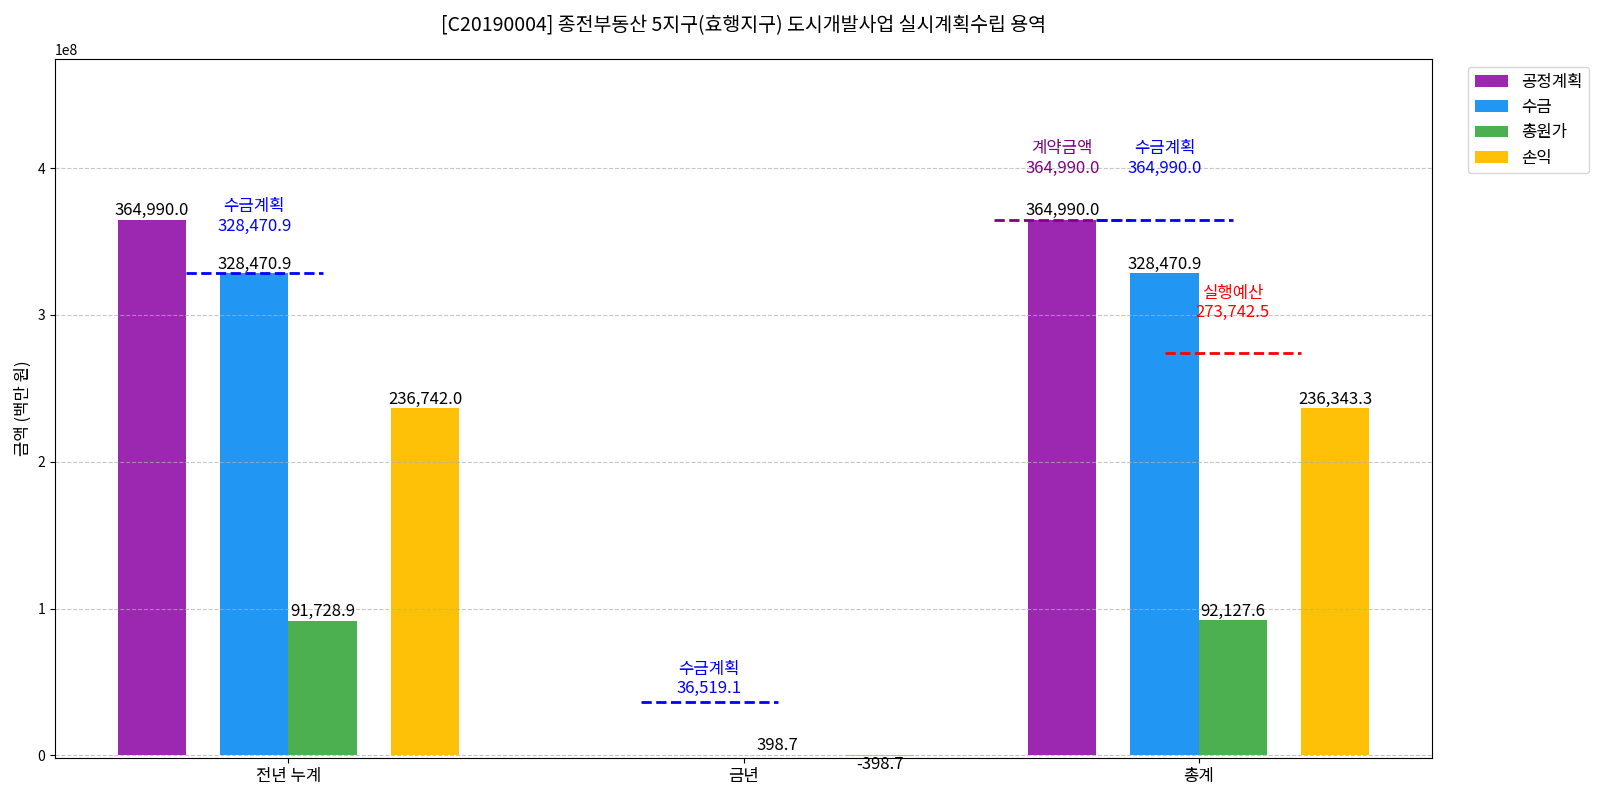 [C20190004] 종전부동산 5지구(효행지구) 도시개발사업 실시계획수립 용역
1e8
공정계획
수금
총원가
손익
금액 (백만 원)
4
3
2
1
0
364,990.0
수금계획
328,470.9
328,470.9
91,728.9
236,742.0
수금계획
36,519.1
398.7
-398.7
계약금액
364,990.0
수금계획
364,990.0
364,990.0
328,470.9
실행예산
273,742.5
92,127.6
236,343.3
전년 누계
금년
총계